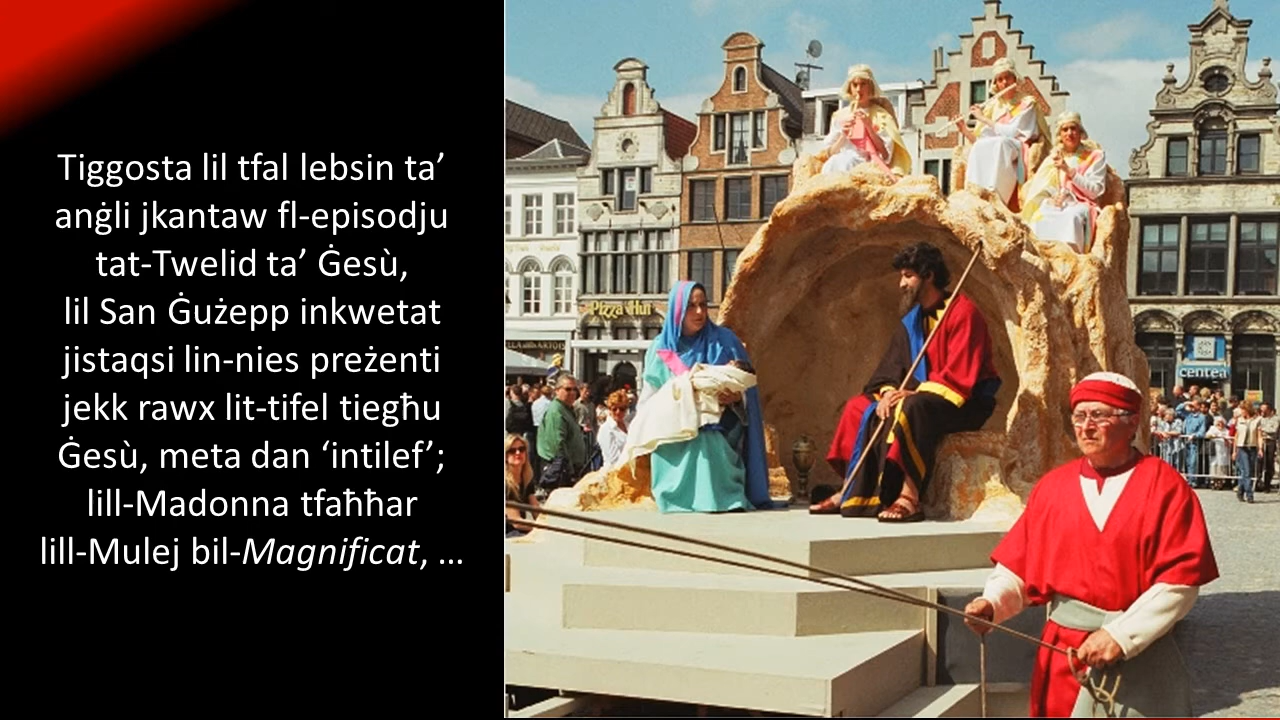 Tiggosta lil tfal lebsin ta’
anġli jkantaw fl-episodju
tat-Twelid ta’ Ġesù,
lil San Ġużepp inkwetat
jistaqsi lin-nies preżenti
jekk rawx lit-tifel tiegħu
Ġesù, meta dan ‘intilef’;
lill-Madonna tfaħħar
lill-Mulej bil-Magnificat, ...
Pizza Hut
centea